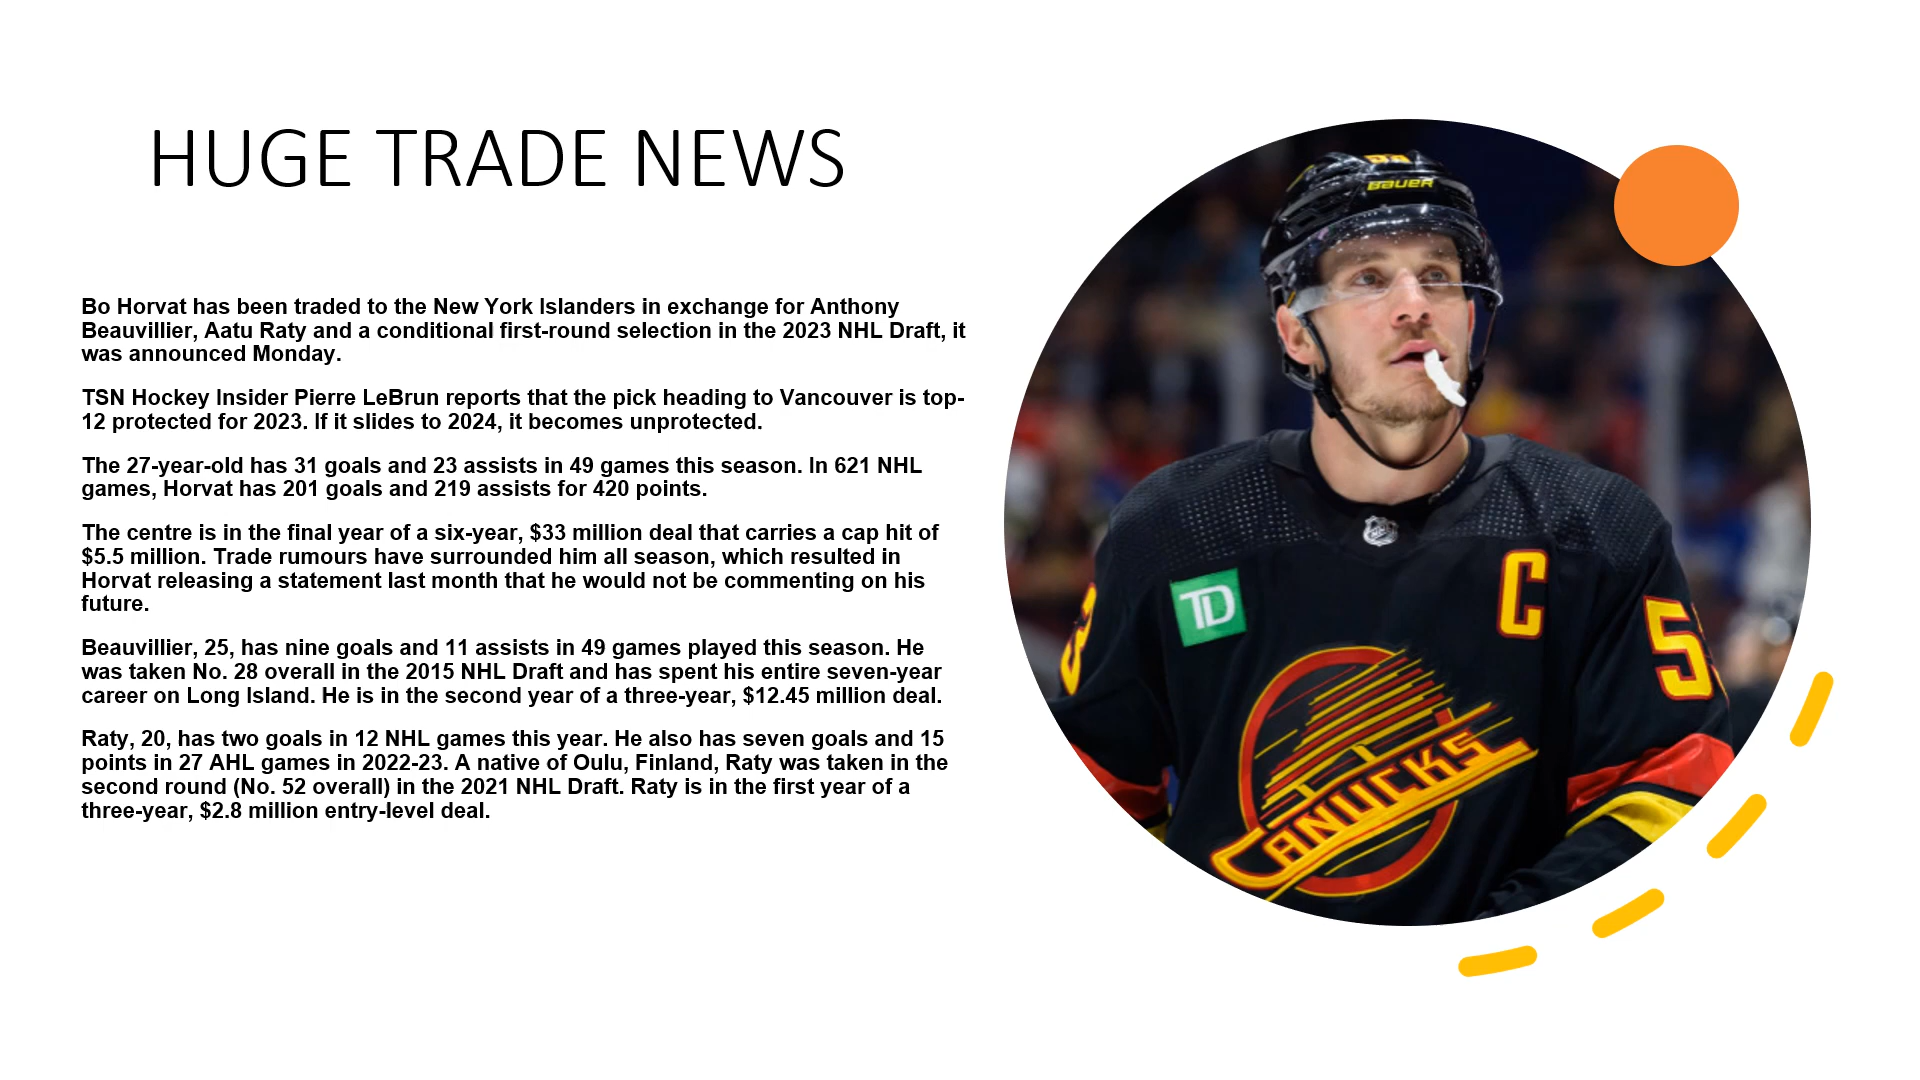 HUGE TRADE NEWS
Bo Horvat has been traded to the New York Islanders in exchange for Anthony
Beauvillier, Aatu Raty and a conditional first-round selection in the 2023 NHL Draft, it
was announced Monday.
TSN Hockey Insider Pierre LeBrun reports that the pick heading to Vancouver is top-
12 protected for 2023. If it slides to 2024, it becomes unprotected.
The 27-year-old has 31 goals and 23 assists in 49 games this season. In 621 NHL
games, Horvat has 201 goals and 219 assists for 420 points.
The centre is in the final year of a six-year, $33 million deal that carries a cap hit of
$5.5 million. Trade rumours have surrounded him all season, which resulted in
Horvat releasing a statement last month that he would not be commenting on his
future.
Beauvillier, 25, has nine goals and 11 assists in 49 games played this season. He
was taken No. 28 overall in the 2015 NHL Draft and has spent his entire seven-year
career on Long Island. He is in the second year of a three-year, $12.45 million deal.
Raty, 20, has two goals in 12 NHL games this year. He also has seven goals and 15
points in 27 AHL games in 2022-23. A native of Oulu, Finland, Raty was taken in the
second round (No. 52 overall) in the 2021 NHL Draft. Raty is in the first year of a
three-year, $2.8 million entry-level deal.
BAUER
C
TD
5
3
CANUCKS